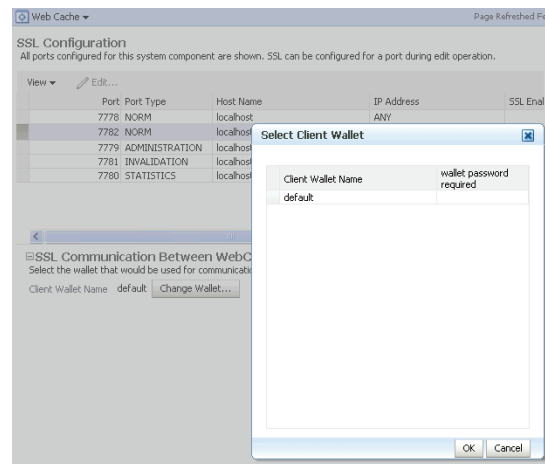 Web Cache
Page Refreshed Fe
SSL Configuration
All ports configured for this system component are shown. SSL can be configured for a port during edit operation.
View Edit...
Port Port Type Host Name IP Address SSL Enal
7778 NORM localhost ANY
7782 NORM localhost
7779 ADMINISTRATION localhost
7781 INVALIDATION localhost
7780 STATISTICS localhost
SSL Communication Between WebC
Select the wallet that would be used for communicatio
Client Wallet Name default Change Wallet...
Select Client Wallet
Client Wallet Name wallet password required
default
OK Cancel